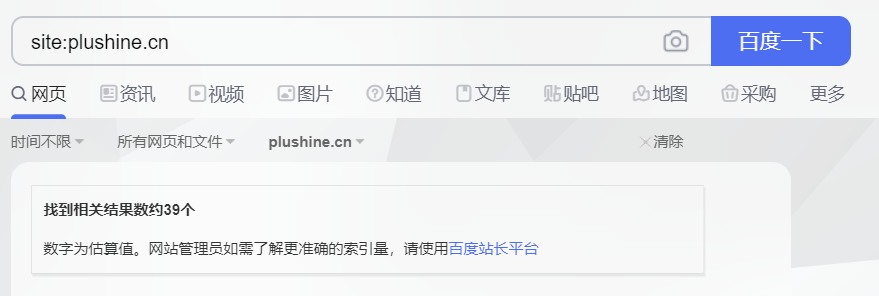 site:plushine.cn 百度一下
网页 资讯 视频 图片 知道 文库 贴吧 地图 采购 更多
时间不限 所有网页和文件 plushine.cn 清除
找到相关结果数约39个
数字为估算值。网站管理员如需了解更准确的索引量，请使用百度站长平台